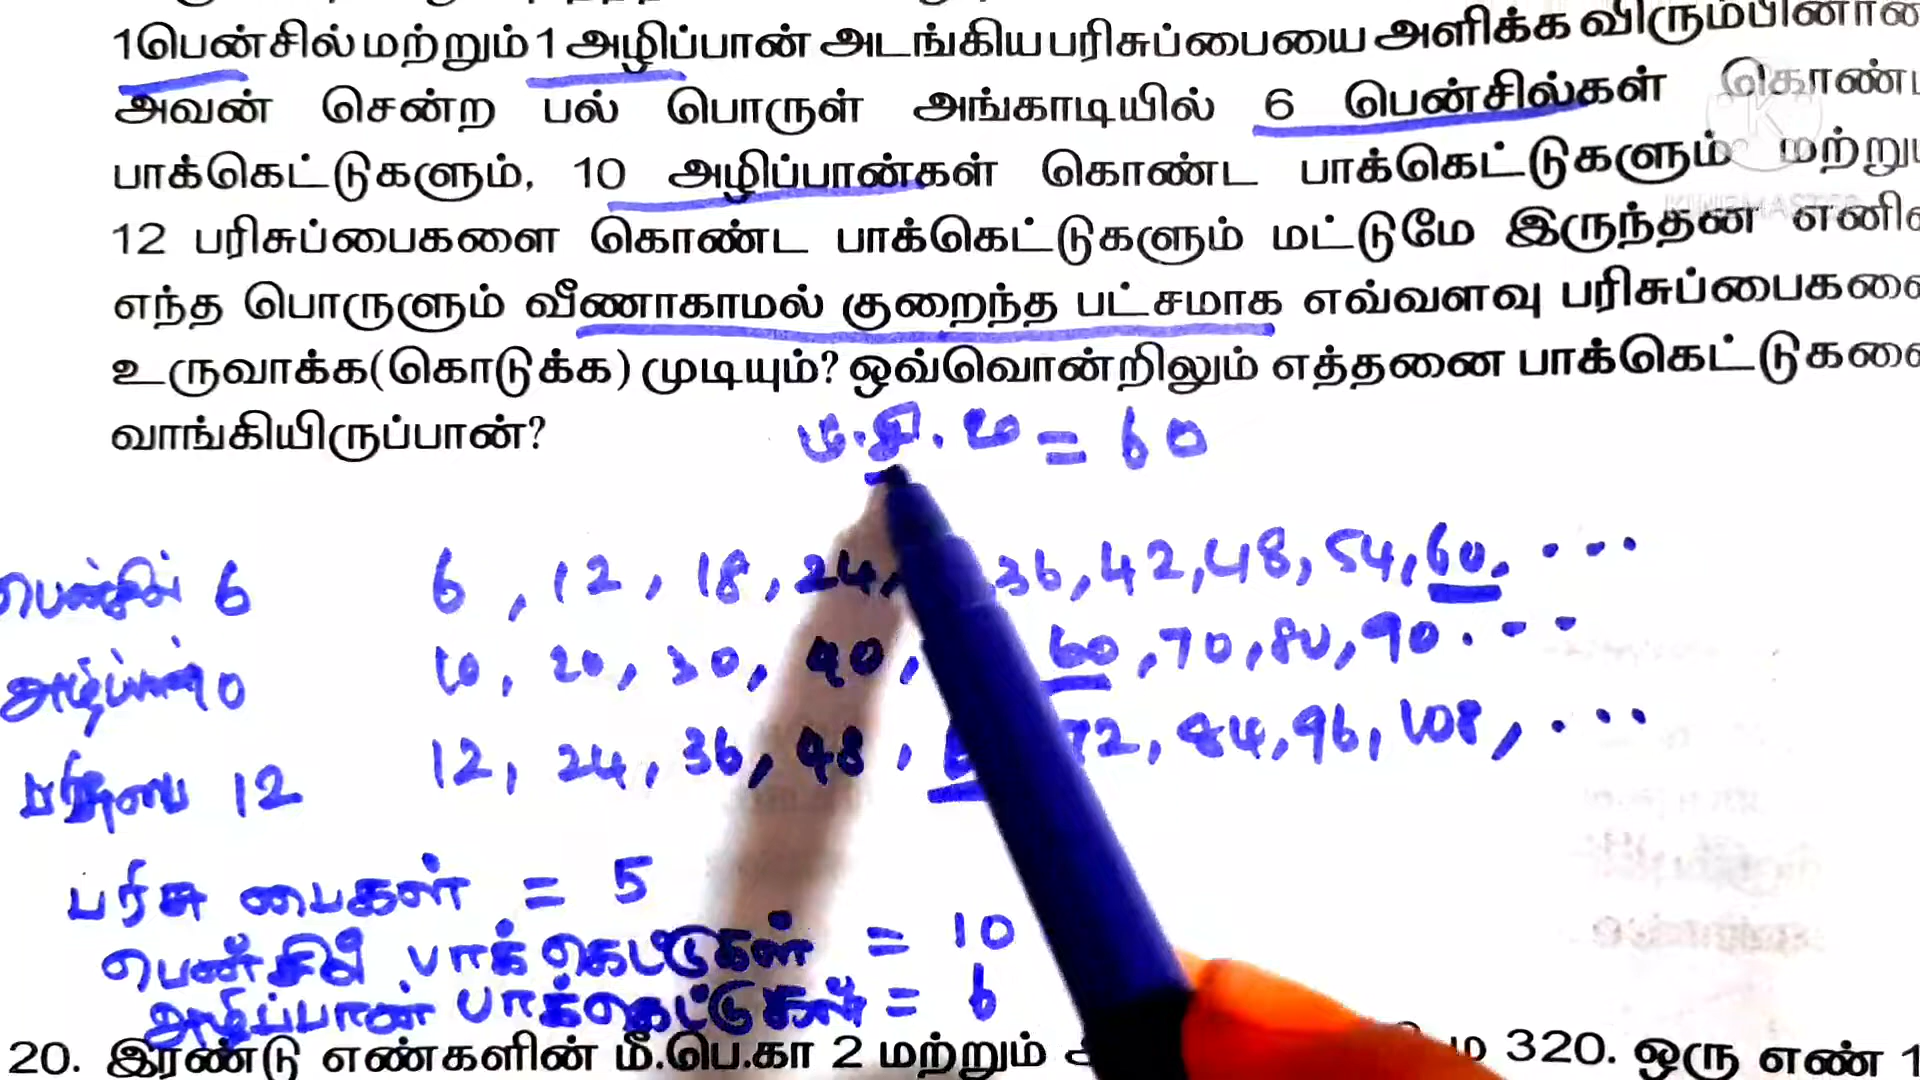 1பென்சில் மற்றும் 1 அழிப்பான் அடங்கிய பரிசுப்பையை அளிக்க விரும்பினான்
அவன் சென்ற பல் பொருள் அங்காடியில் 6 பென்சில்கள் கொண்ட
பாக்கெட்டுகளும், 10 அழிப்பான்கள் கொண்ட பாக்கெட்டுகளும் மற்றும்
12 பரிசுப்பைகளை கொண்ட பாக்கெட்டுகளும் மட்டுமே இருந்தன எனில்
எந்த பொருளும் வீணாகாமல் குறைந்த பட்சமாக எவ்வளவு பரிசுப்பைகளை
உருவாக்க(கொடுக்க) முடியும்? ஒவ்வொன்றிலும் எத்தனை பாக்கெட்டுகளை
வாங்கியிருப்பான்?
மீ.சி.ம = 60
பென்சில் 6 6, 12, 18, 24, 36, 42, 48, 54, 60, ...
அழிப்பான் 10 10, 20, 30, 40, 60, 70, 80, 90 ...
12 12, 24, 36, 48, 72, 84, 96, 108, ...
பரிசு பைகள் = 5
பென்சில் பாக்கெட்டுகள் = 10
அழிப்பான் பாக்கெட்டுகள் = 6
20. இரண்டு எண்களின் மீ.பெ.கா 2 மற்றும் 320. ஒரு எண் 1
KINEMASTER